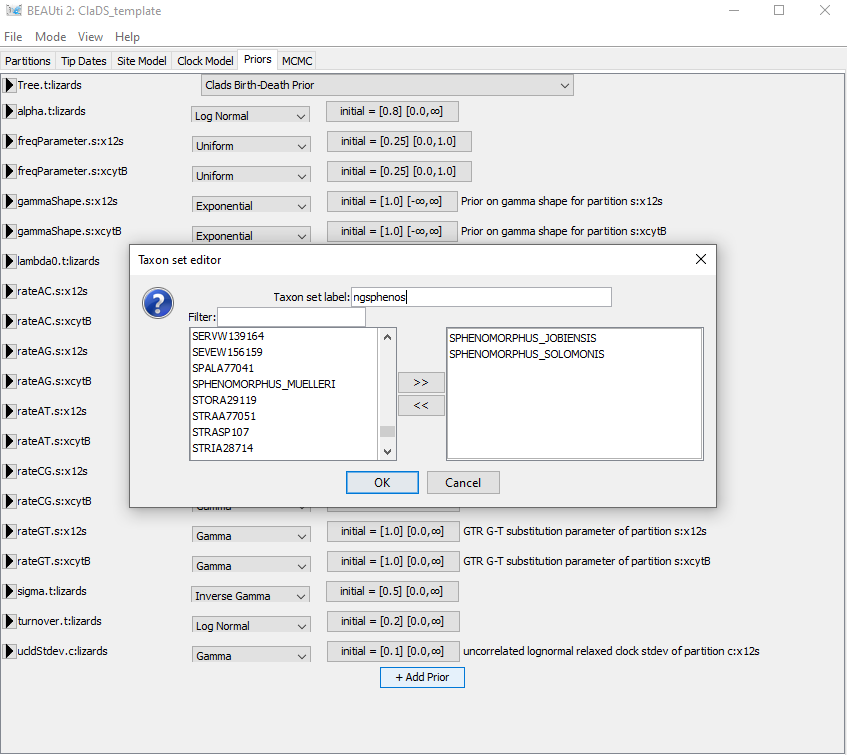 BEAUti 2: ClaDS_template
File Mode View Help
Partitions Tip Dates Site Model Clock Model Priors MCMC
Tree.t:lizards Clads Birth-Death Prior
alpha.t:lizards Log Normal initial = [0.8] [0.0,∞]
freqParameter.s:x12s Uniform initial = [0.25] [0.0,1.0]
freqParameter.s:xcytB Uniform initial = [0.25] [0.0,1.0]
gammaShape.s:x12s Exponential initial = [1.0] [-∞,∞] Prior on gamma shape for partition s:x12s
gammaShape.s:xcytB Exponential initial = [1.0] [-∞,∞] Prior on gamma shape for partition s:xcytB
lambda0.t:lizards
rateAC.s:x12s
rateAC.s:xcytB
rateAG.s:x12s
rateAG.s:xcytB
rateAT.s:x12s
rateAT.s:xcytB
rateCG.s:x12s
rateCG.s:xcytB Gamma
rateGT.s:x12s Gamma initial = [1.0] [0.0,∞] GTR G-T substitution parameter of partition s:x12s
rateGT.s:xcytB Gamma initial = [1.0] [0.0,∞] GTR G-T substitution parameter of partition s:xcytB
sigma.t:lizards Inverse Gamma initial = [0.5] [0.0,∞]
turnover.t:lizards Log Normal initial = [0.2] [0.0,∞]
ucldStdev.c:lizards Gamma initial = [0.1] [0.0,∞] uncorrelated lognormal relaxed clock stdev of partition c:x12s
+ Add Prior
Taxon set editor
Taxon set label: ngsphenos
Filter:
SERVW139164
SEVEW156159
SPALA77041
SPHENOMORPHUS_MUELLERI
STORA29119
STRAA77051
STRASP107
STRIA28714
>>
<<
SPHENOMORPHUS_JOBIENSIS
SPHENOMORPHUS_SOLOMONIS
OK Cancel